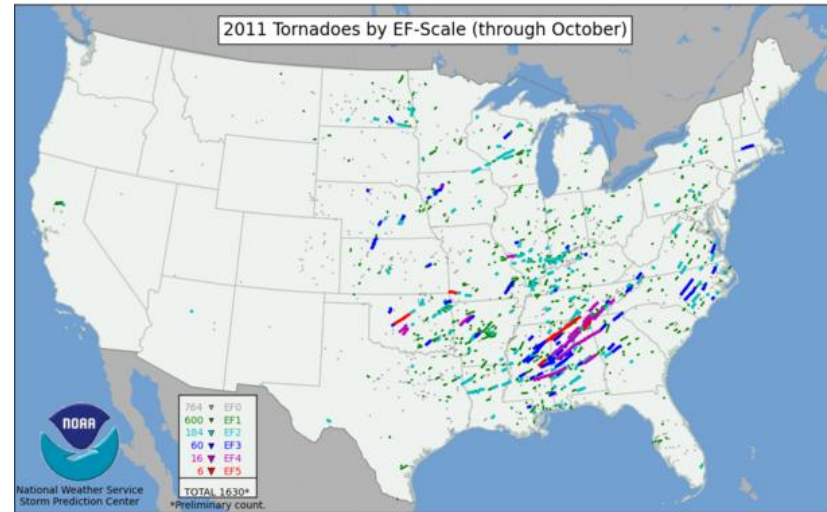 2011 Tornadoes by EF-Scale (through October)
764 EF0
600 EF1
184 EF2
60 EF3
16 EF4
6 EF5
TOTAL 1630*
*Preliminary count.
NOAA
National Weather Service
Storm Prediction Center